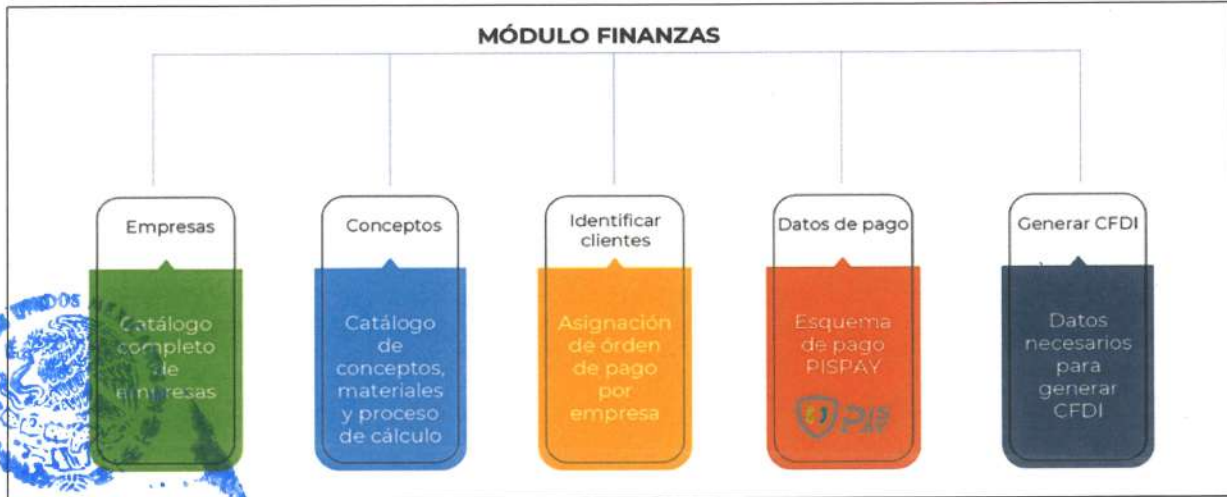 MÓDULO FINANZAS
Empresas
Catálogo
completo
de
empresas
Conceptos
Catálogo
de
conceptos,
materiales
y proceso
de cálculo
Identificar
clientes
Asignación
de órden
de pago
por
empresa
Datos de pago
Esquema
de pago
PISPAY
PIS
PAY
Generar CFDI
Datos
necesarios
para
generar
CFDI